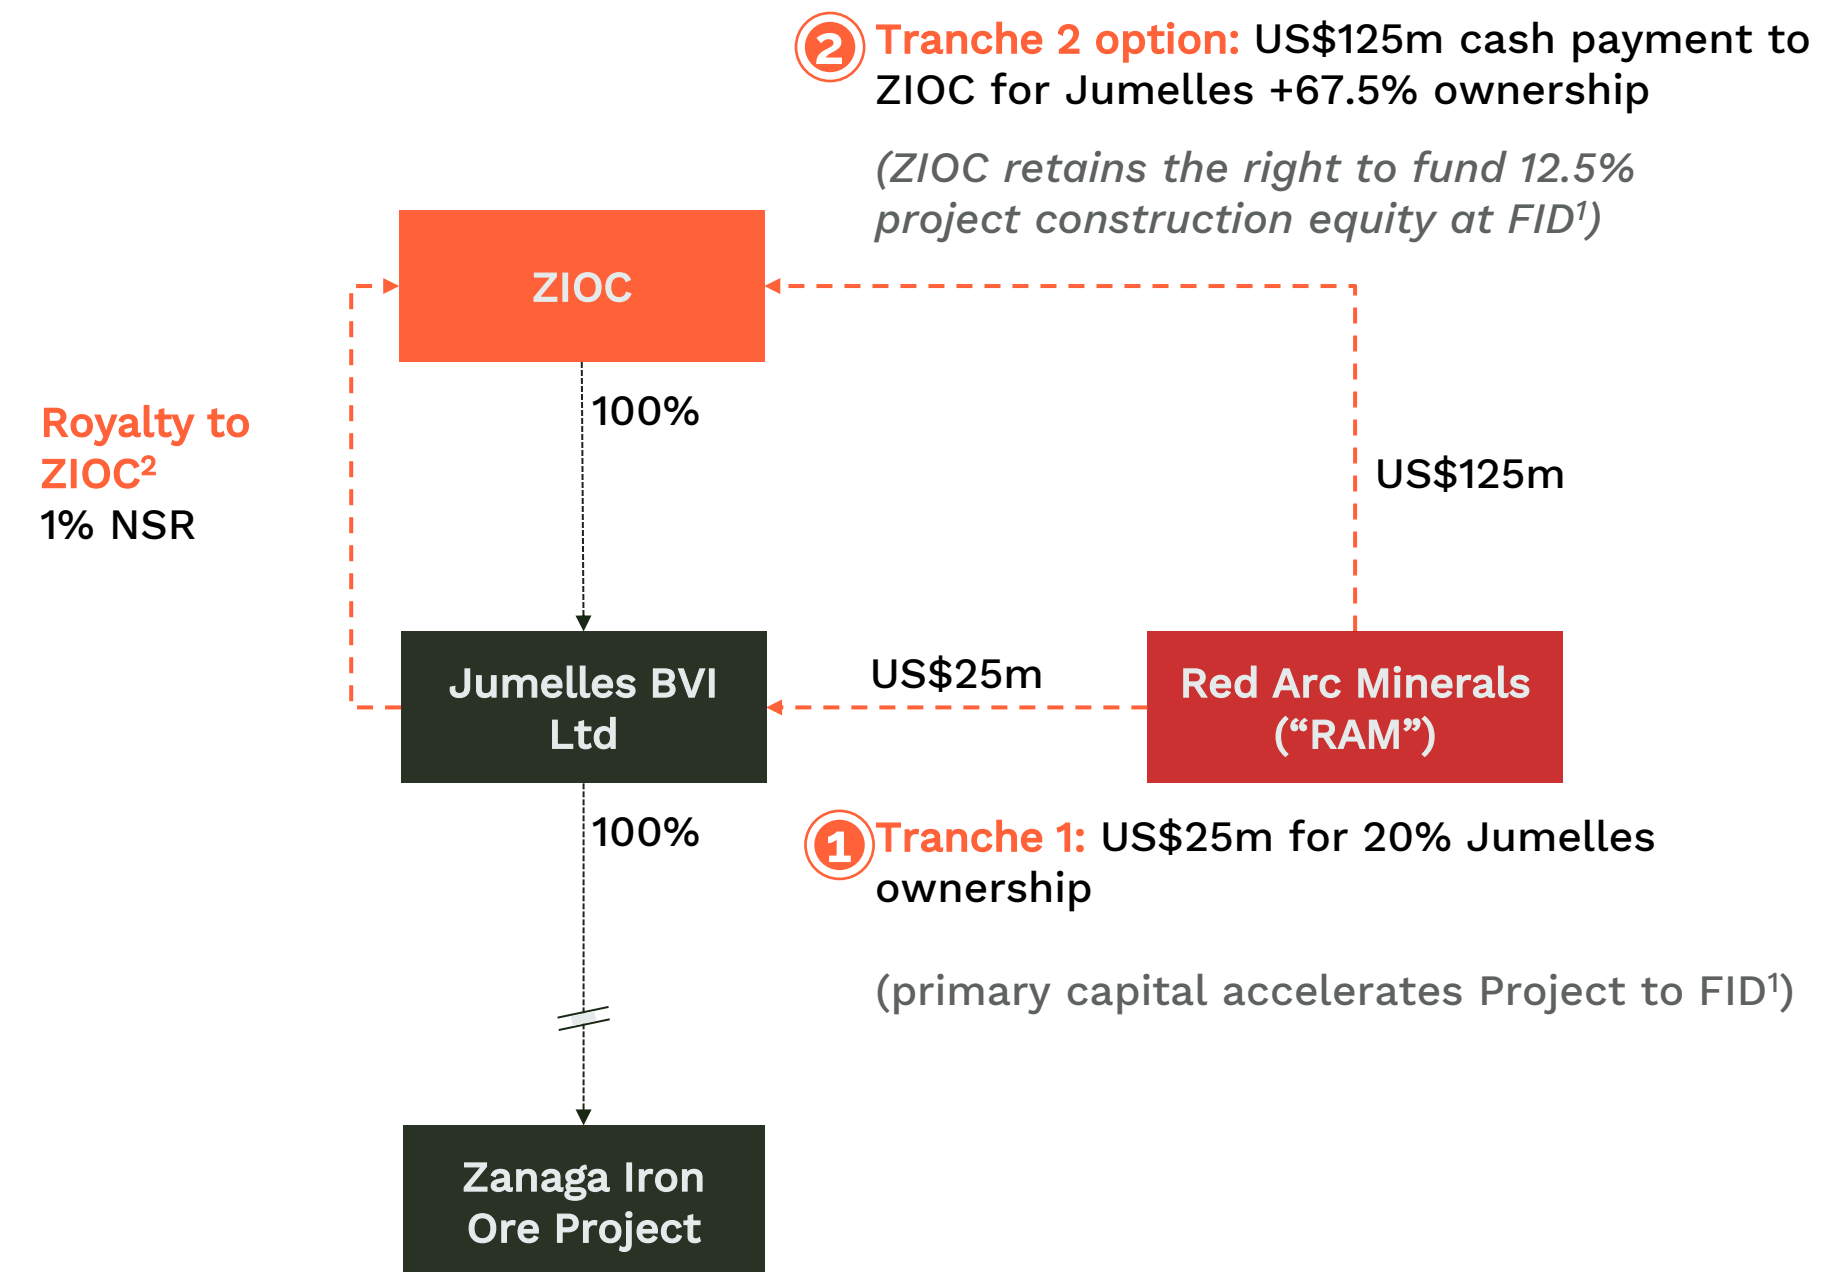 2
Tranche 2 option: US$125m cash payment to
ZIOC for Jumelles +67.5% ownership
(ZIOC retains the right to fund 12.5%
project construction equity at FID¹)
ZIOC
100%
Royalty to
ZIOC²
1% NSR
US$125m
Jumelles BVI
Ltd
US$25m
Red Arc Minerals
(“RAM”)
100%
1
Tranche 1: US$25m for 20% Jumelles
ownership
(primary capital accelerates Project to FID¹)
Zanaga Iron
Ore Project